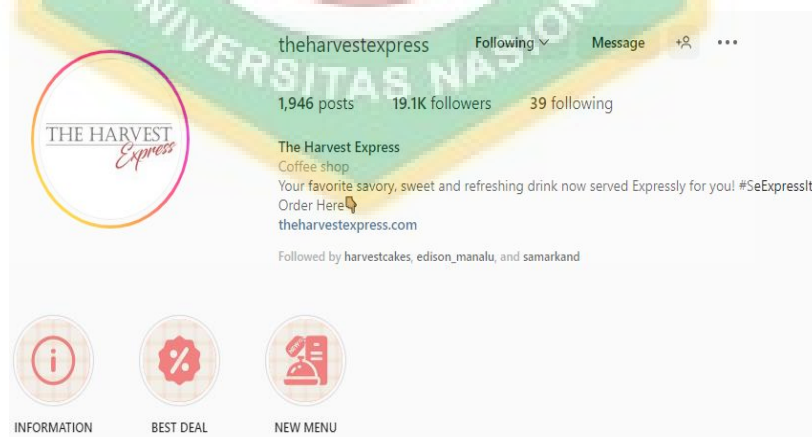 UNIVERSITAS NASIONAL
theharvestexpress Following Message
1,946 posts 19.1K followers 39 following
THE HARVEST
Express
The Harvest Express
Coffee shop
Your favorite savory, sweet and refreshing drink now served Expressly for you! #SeExpressIt
Order Here👇
theharvestexpress.com
Followed by harvestcakes, edison_manalu, and samarkand
INFORMATION BEST DEAL NEW MENU